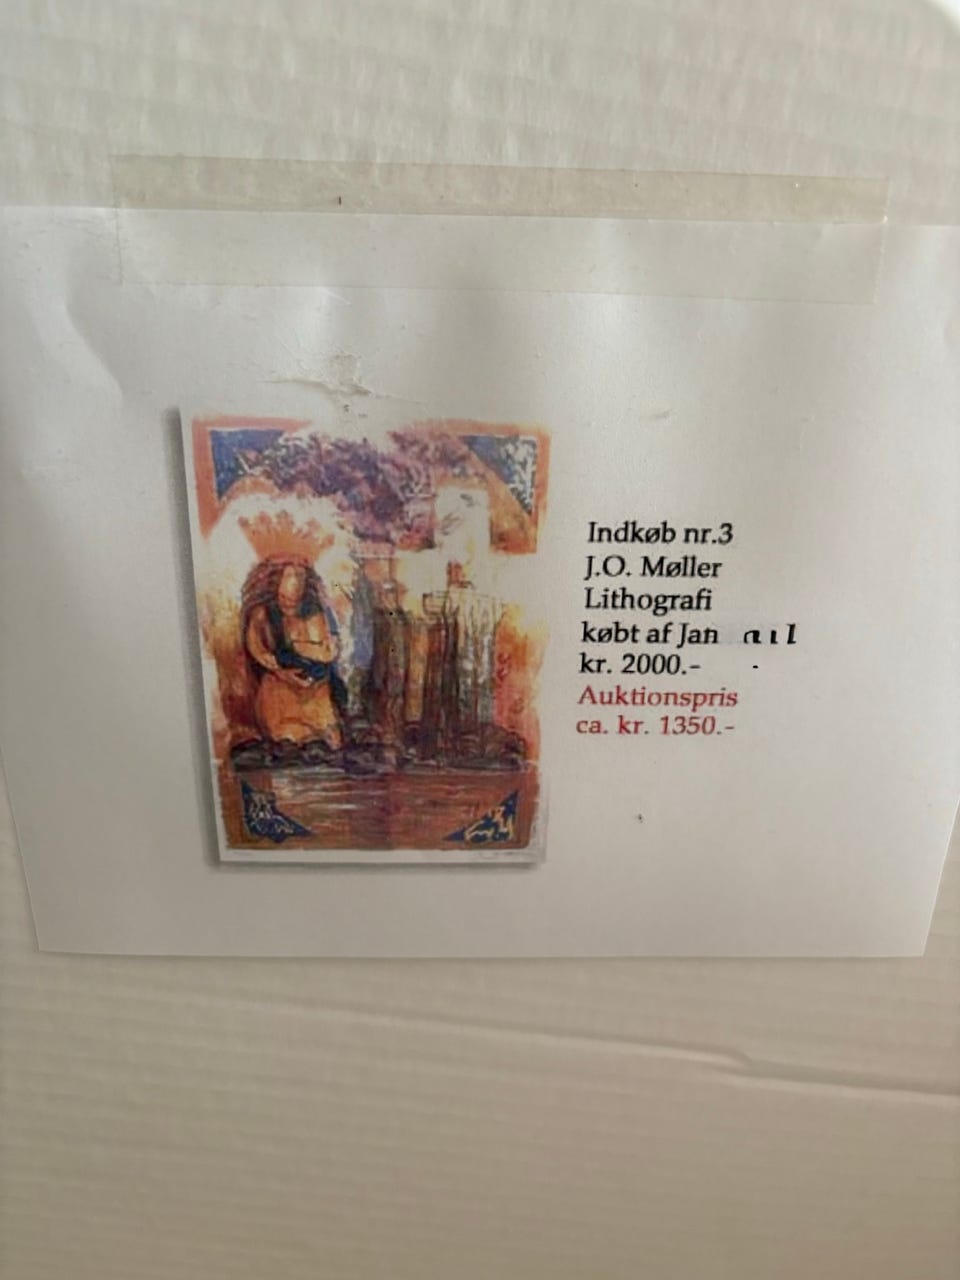 Indkøb nr.3
J.O. Møller
Lithografi
købt af Jan
kr. 2000.-
Auktionspris
ca. kr. 1350.-